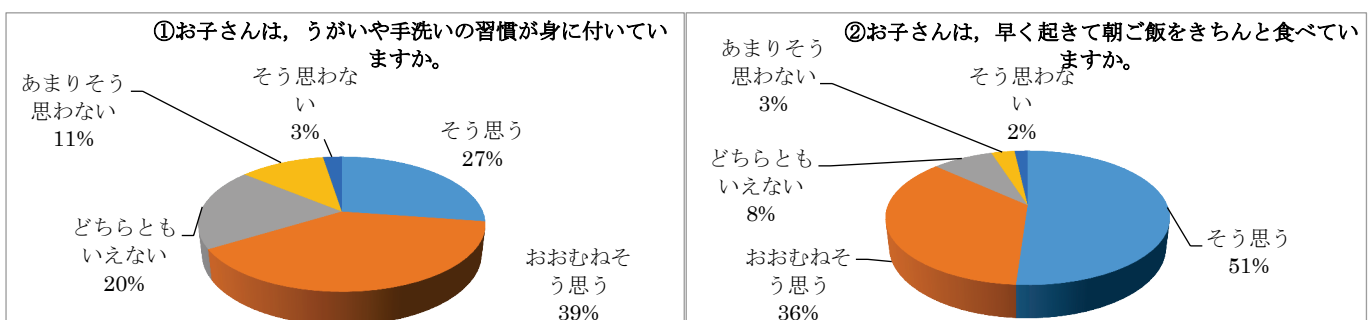 ①お子さんは，うがいや手洗いの習慣が身に付いてい
ますか。
そう思わな
い
3%
あまりそう
思わない
11%
そう思う
27%
どちらとも
いえない
20%
おおむねそ
う思う
39%
②お子さんは，早く起きて朝ご飯をきちんと食べてい
ますか。
あまりそう
思わない
3%
そう思わな
い
2%
どちらとも
いえない
8%
そう思う
51%
おおむねそ
う思う
36%